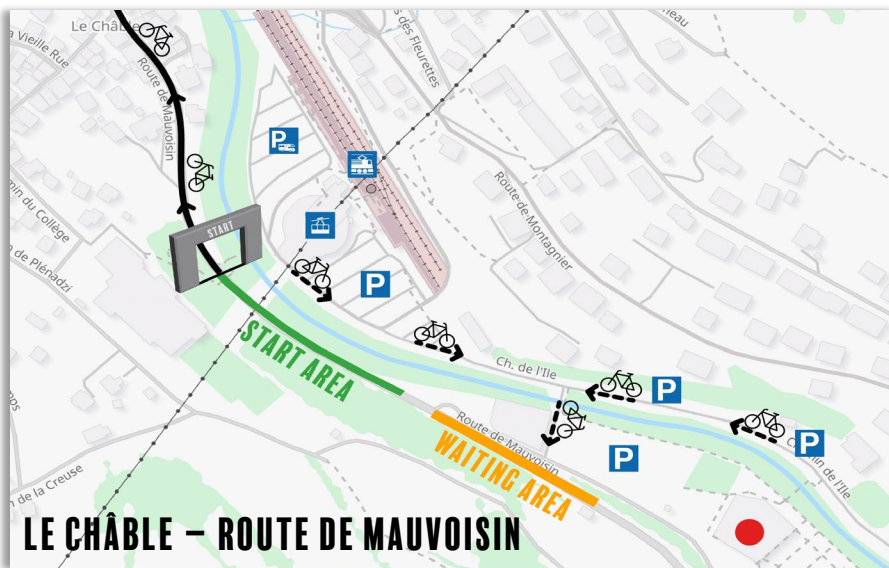 Le Châble
a Vieille Rue
Route de Mauvoisin
s des Fleurettes
neau
P
START
min du Collège
n de Plénadzi
Route de Montagnier
P
START AREA
Ch. de l'Ile
P
Route de Mauvoisin
WAITING AREA
P
P
Chemin de l'Ile
mos
n de la Creuse
LE CHÂBLE – ROUTE DE MAUVOISIN